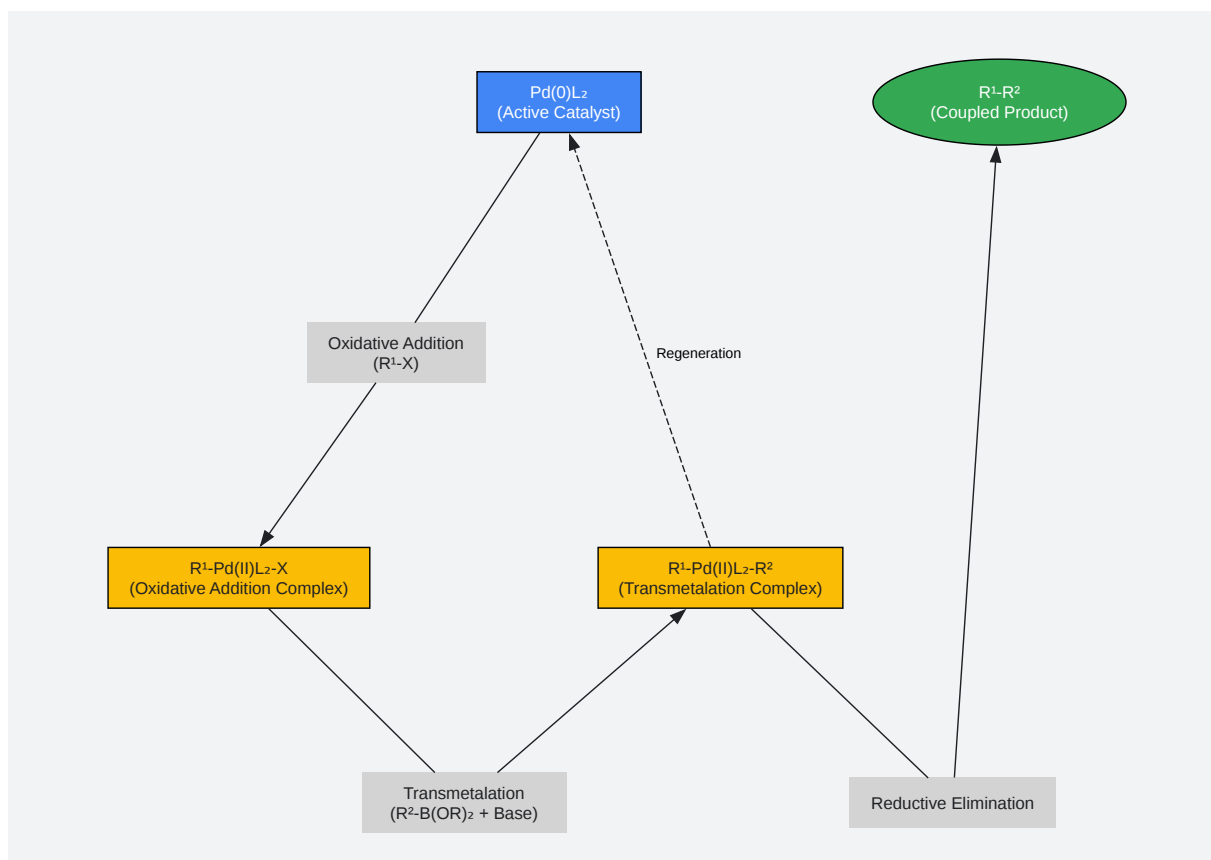 Pd(0)L₂
(Active Catalyst)
R¹-R²
(Coupled Product)
Oxidative Addition
(R¹-X)
Regeneration
R¹-Pd(II)L₂-X
(Oxidative Addition Complex)
R¹-Pd(II)L₂-R²
(Transmetalation Complex)
Transmetalation
(R²-B(OR)₂ + Base)
Reductive Elimination